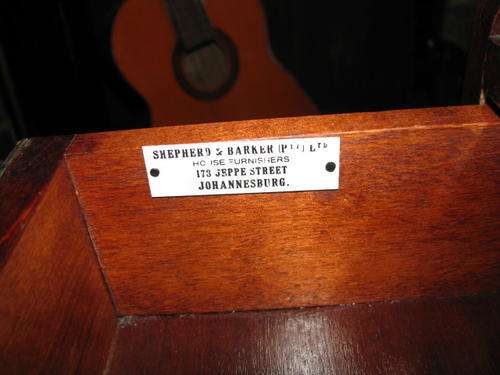 SHEPHERD & BARKER (PTY) LTD
HOUSE FURNISHERS
173 JEPPE STREET
JOHANNESBURG.